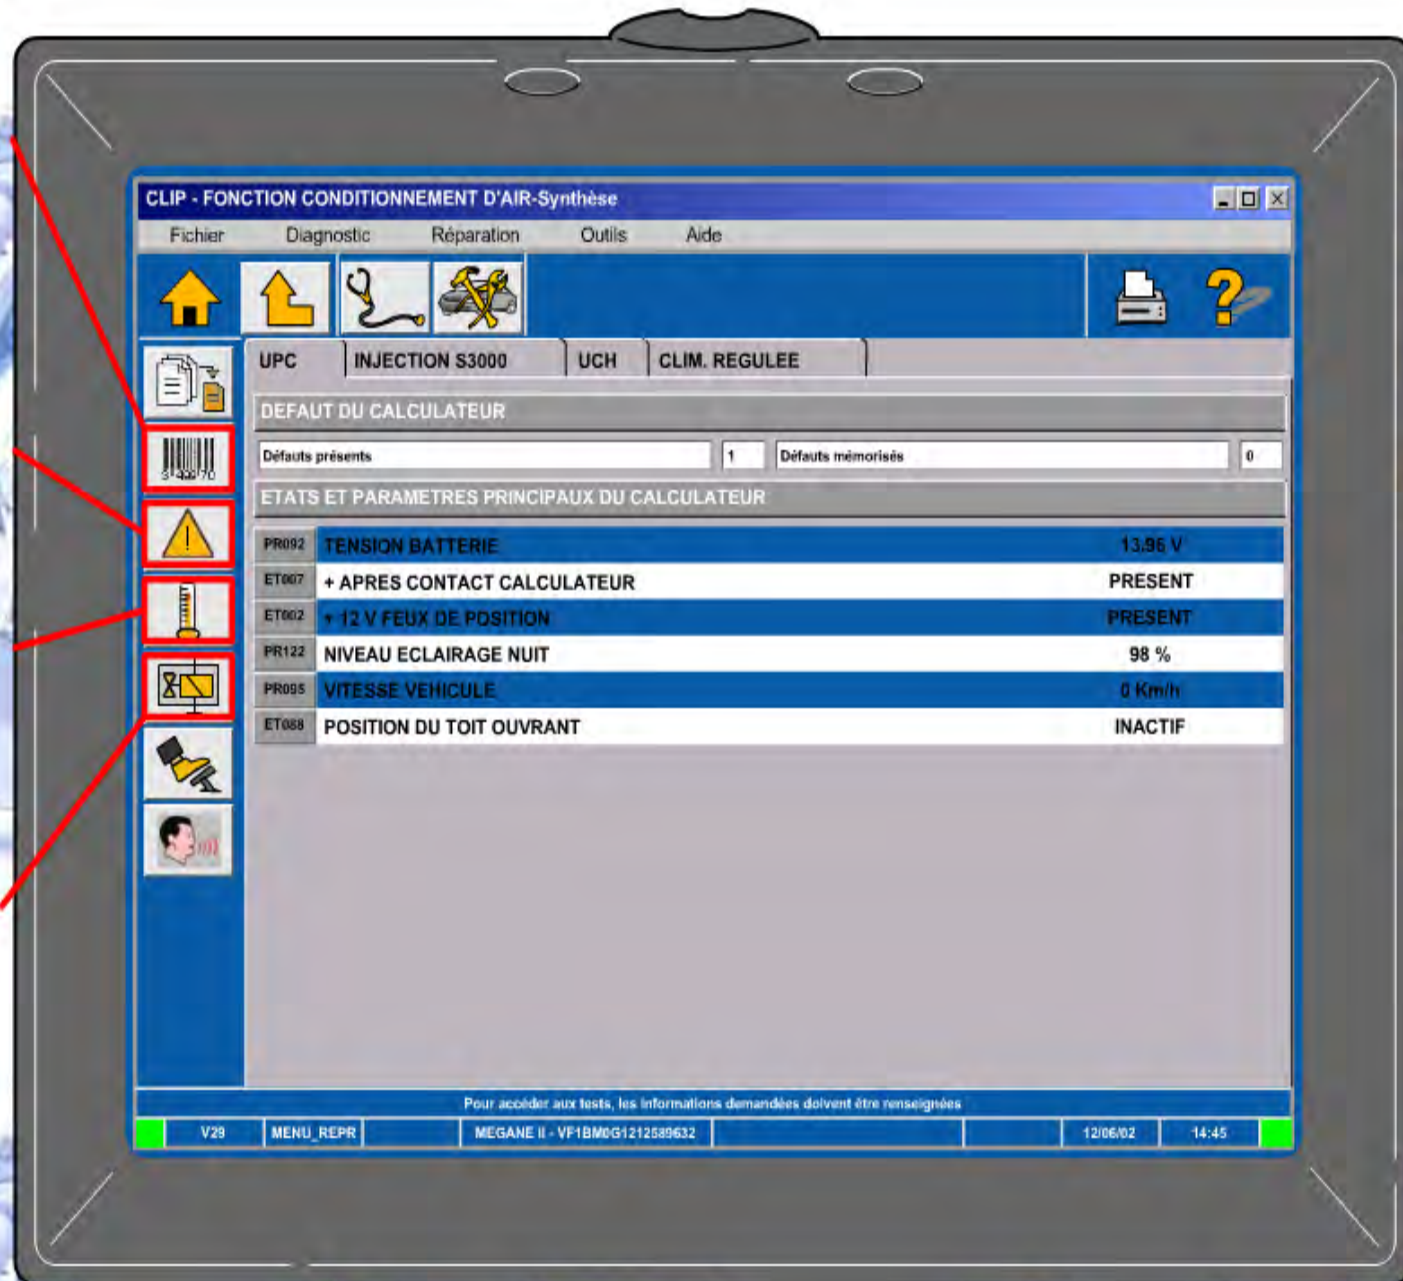 CLIP - FONCTION CONDITIONNEMENT D'AIR-Synthèse
Fichier Diagnostic Réparation Outils Aide
UPC INJECTION S3000 UCH CLIM. REGULEE
DEFAUT DU CALCULATEUR
Défauts présents 1 Défauts mémorisés 0
ETATS ET PARAMETRES PRINCIPAUX DU CALCULATEUR
PR092 TENSION BATTERIE 13.96 V
ET007 + APRES CONTACT CALCULATEUR PRESENT
ET002 + 12 V FEUX DE POSITION PRESENT
PR122 NIVEAU ECLAIRAGE NUIT 98 %
PR095 VITESSE VEHICULE 0 Km/h
ET088 POSITION DU TOIT OUVRANT INACTIF
Pour accéder aux tests, les informations demandées doivent être renseignées
V29 MENU_REPR MEGANE II - VF1BM0G1212589632 12/06/02 14:45